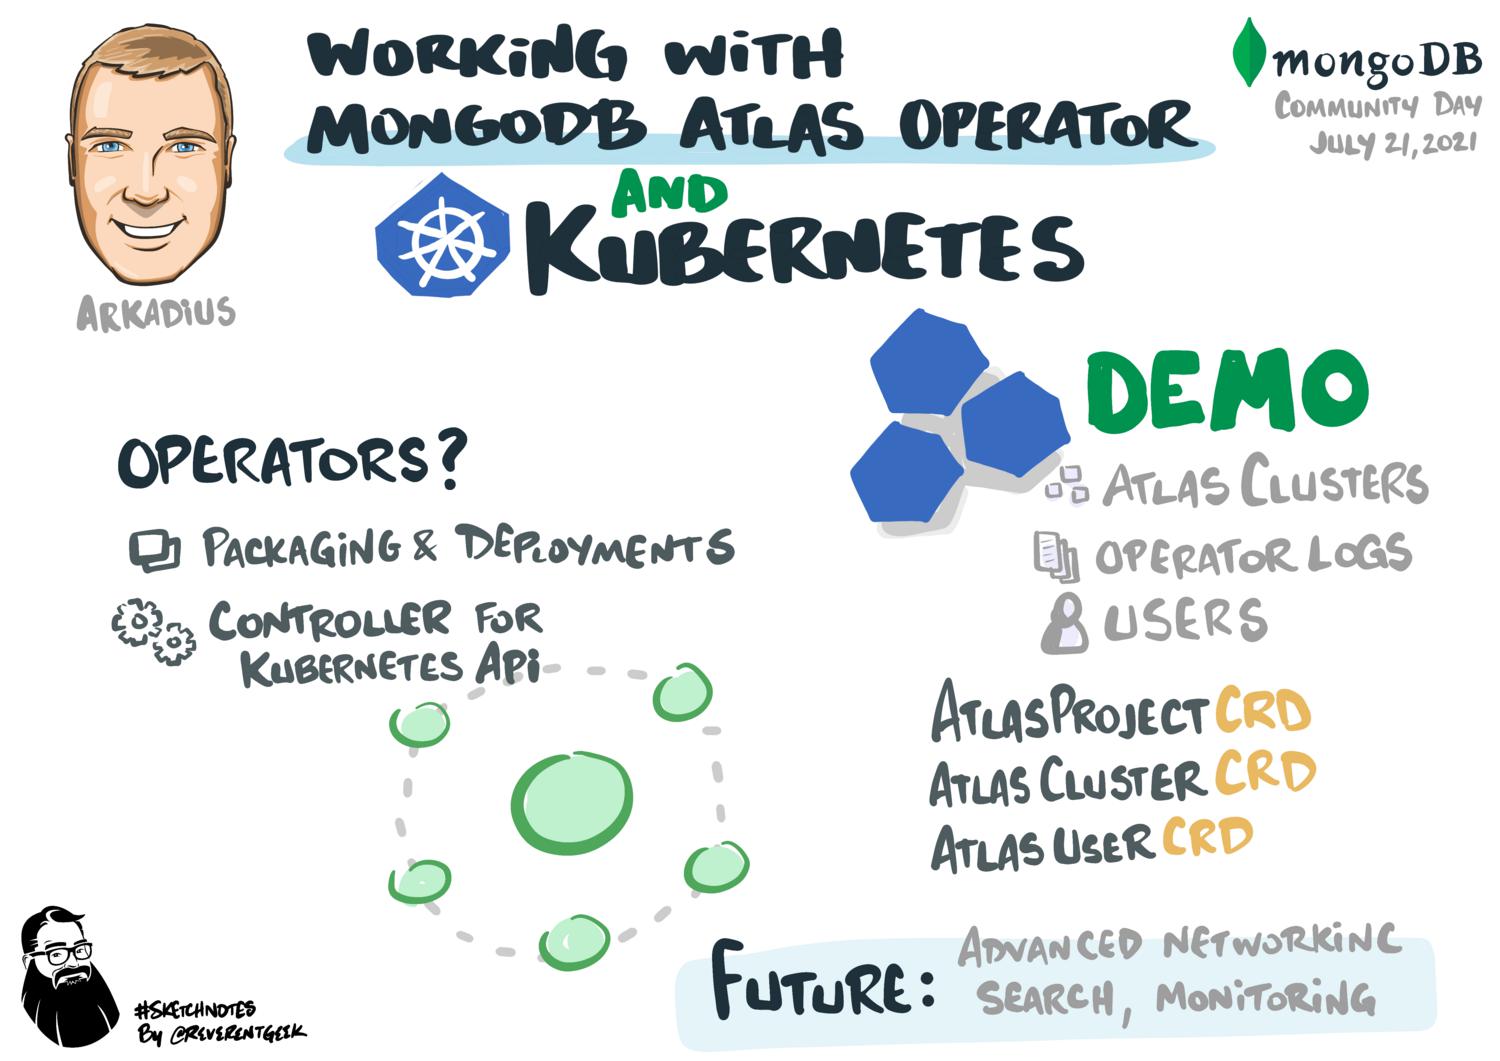 WORKING WITH
MONGODB ATLAS OPERATOR
AND
KUBERNETES
mongoDB
COMMUNITY DAY
JULY 21, 2021
ARKADIUS
OPERATORS?
PACKAGING & DEPLOYMENTS
CONTROLLER FOR
KUBERNETES API
DEMO
ATLAS CLUSTERS
OPERATOR LOGS
USERS
ATLASPROJECT CRD
ATLAS CLUSTER CRD
ATLAS USER CRD
FUTURE: ADVANCED NETWORKING
SEARCH, MONITORING
#SKETCHNOTES
By @REVERENTGEEK